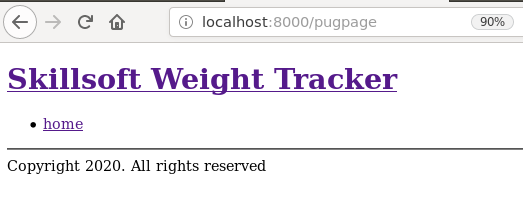 localhost:8000/pugpage
90%
Skillsoft Weight Tracker
home
Copyright 2020. All rights reserved